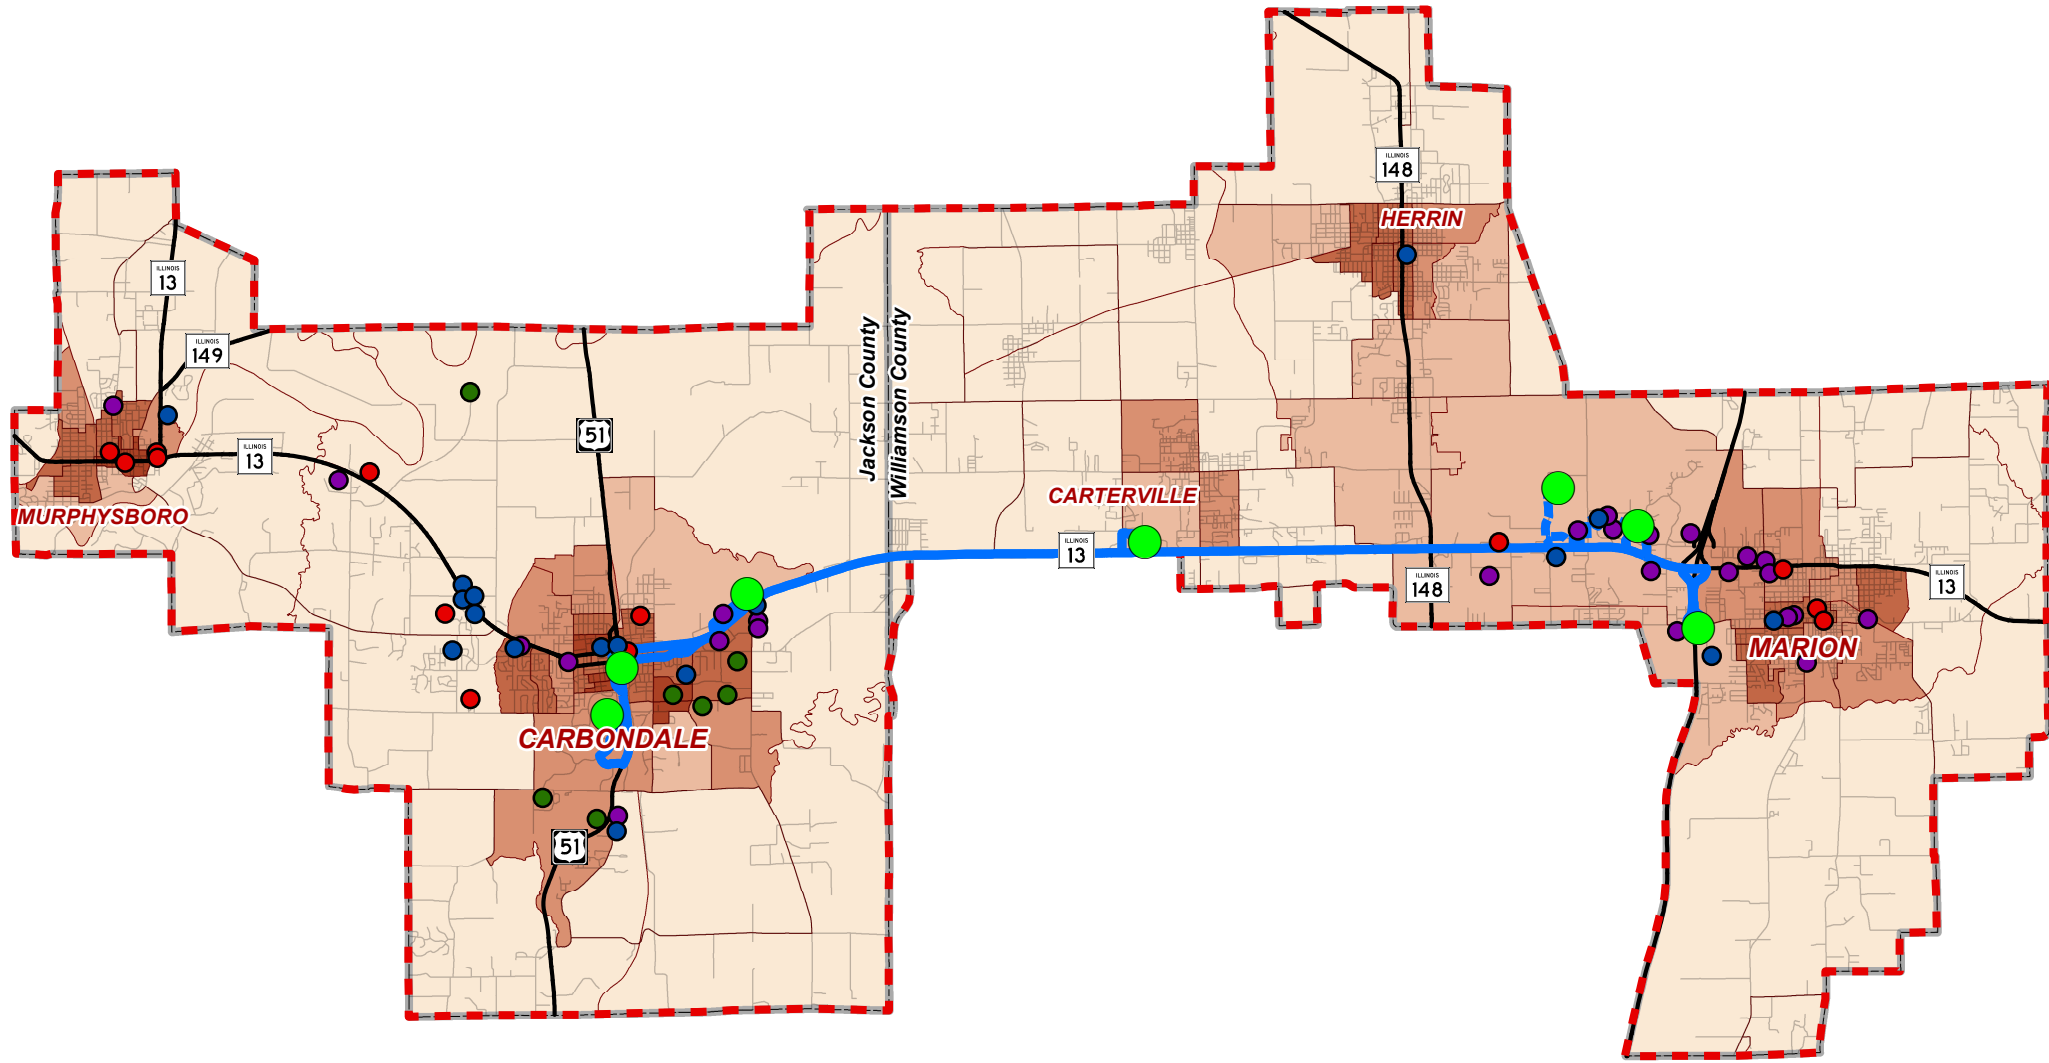 ILLINOIS
148
HERRIN
ILLINOIS
13
ILLINOIS
149
Jackson County
Williamson County
51
ILLINOIS
13
MURPHYSBORO
CARTERVILLE
ILLINOIS
13
ILLINOIS
148
ILLINOIS
13
MARION
CARBONDALE
51